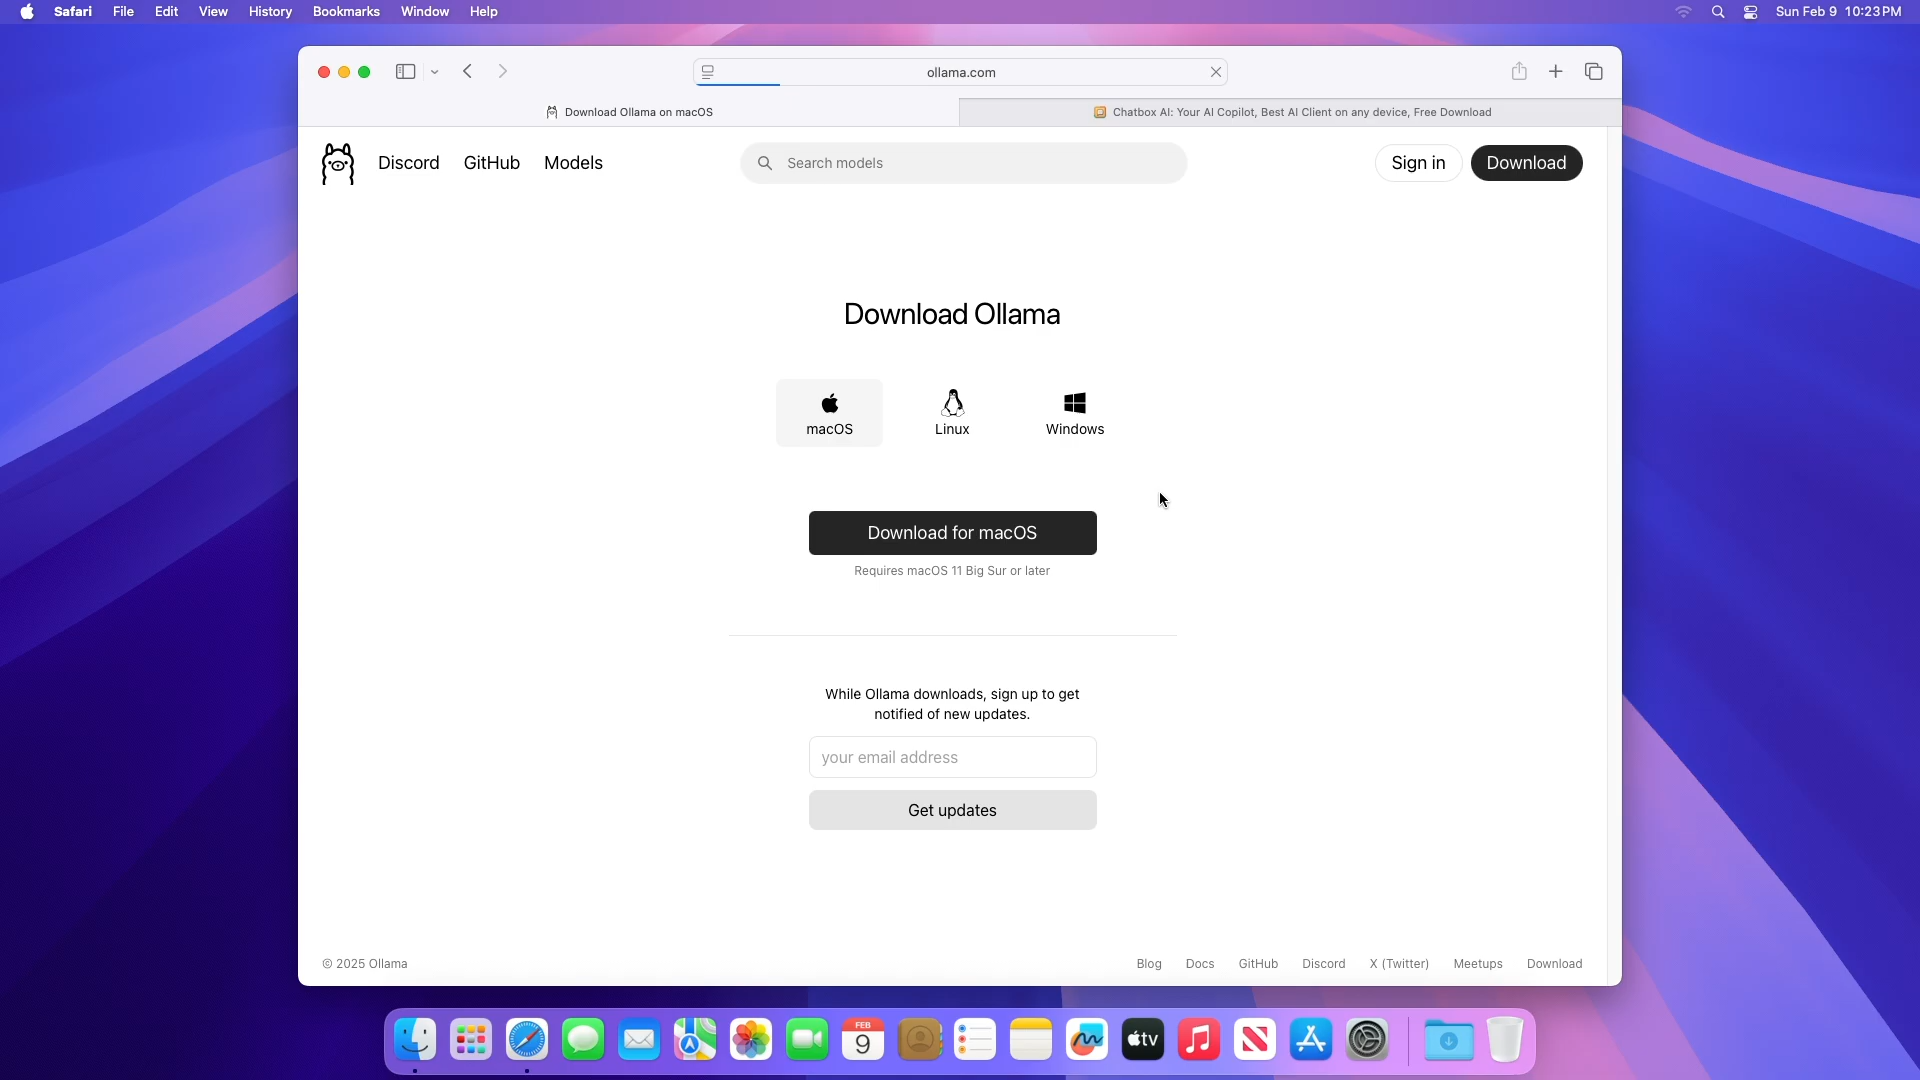 Safari File Edit View History Bookmarks Window Help Sun Feb 9 10:23 PM
ollama.com
Download Ollama on macOS
Chatbox AI: Your AI Copilot, Best AI Client on any device, Free Download
Discord GitHub Models Search models Sign in Download
Download Ollama
macOS Linux Windows
Download for macOS
Requires macOS 11 Big Sur or later
While Ollama downloads, sign up to get
notified of new updates.
your email address
Get updates
© 2025 Ollama Blog Docs GitHub Discord X (Twitter) Meetups Download
FEB
9
tv